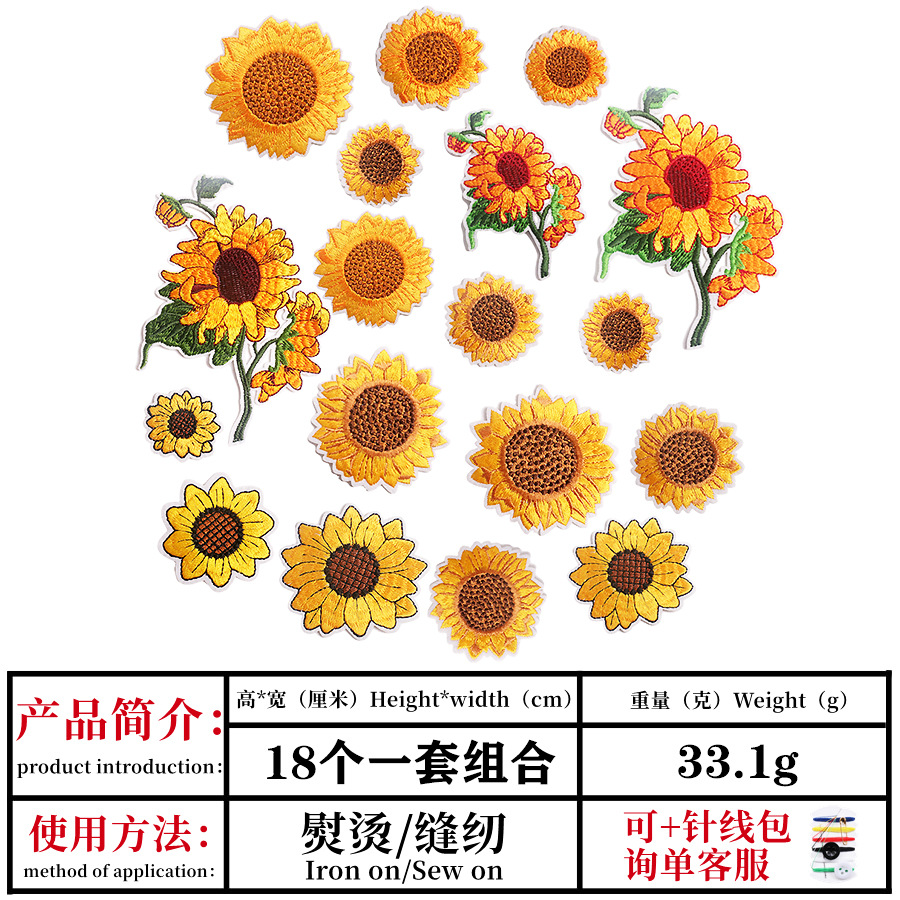 产品简介：
product introduction:
高*宽（厘米）Height*width（cm）
重量（克）Weight（g）
18个一套组合
33.1g
使用方法：
method of application:
熨烫/缝纫
Iron on/Sew on
可+针线包
询单客服